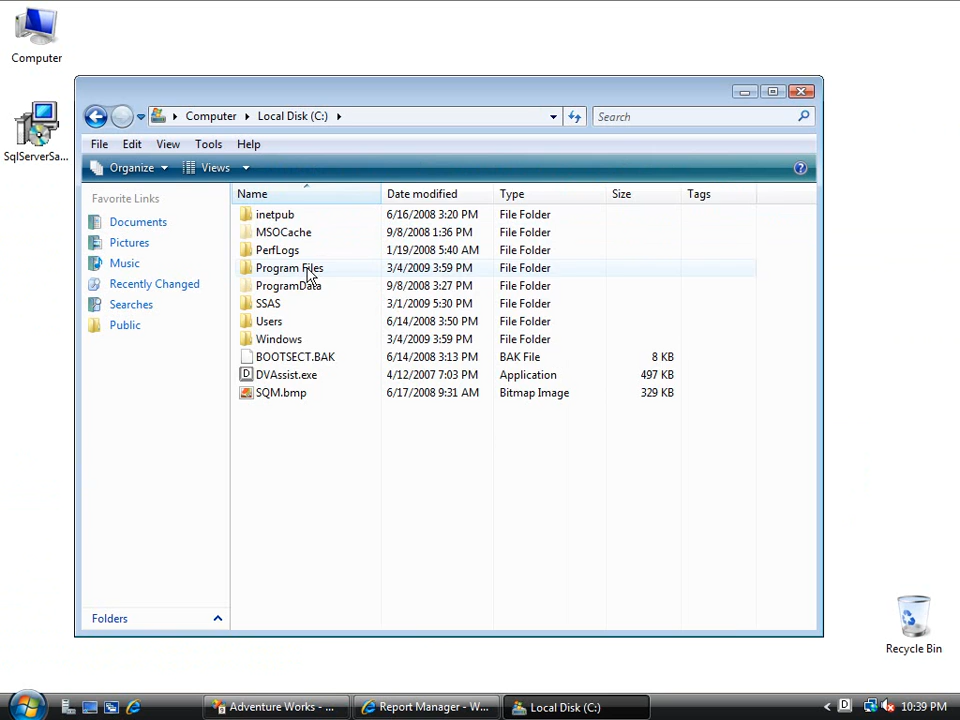 Computer
SqlServerSa...
Computer Local Disk (C:)
Search
File Edit View Tools Help
Organize Views
Favorite Links
Documents
Pictures
Music
Recently Changed
Searches
Public
Folders
Name Date modified Type Size Tags
inetpub 6/16/2008 3:20 PM File Folder
MSOCache 9/8/2008 1:36 PM File Folder
PerfLogs 1/19/2008 5:40 AM File Folder
Program Files 3/4/2009 3:59 PM File Folder
ProgramData 9/8/2008 3:27 PM File Folder
SSAS 3/1/2009 5:30 PM File Folder
Users 6/14/2008 3:50 PM File Folder
Windows 3/4/2009 3:59 PM File Folder
BOOTSECT.BAK 6/14/2008 3:13 PM BAK File 8 KB
DVAssist.exe 4/12/2007 7:03 PM Application 497 KB
SQM.bmp 6/17/2008 9:31 AM Bitmap Image 329 KB
Recycle Bin
Adventure Works - ...
Report Manager - W...
Local Disk (C:)
D
10:39 PM